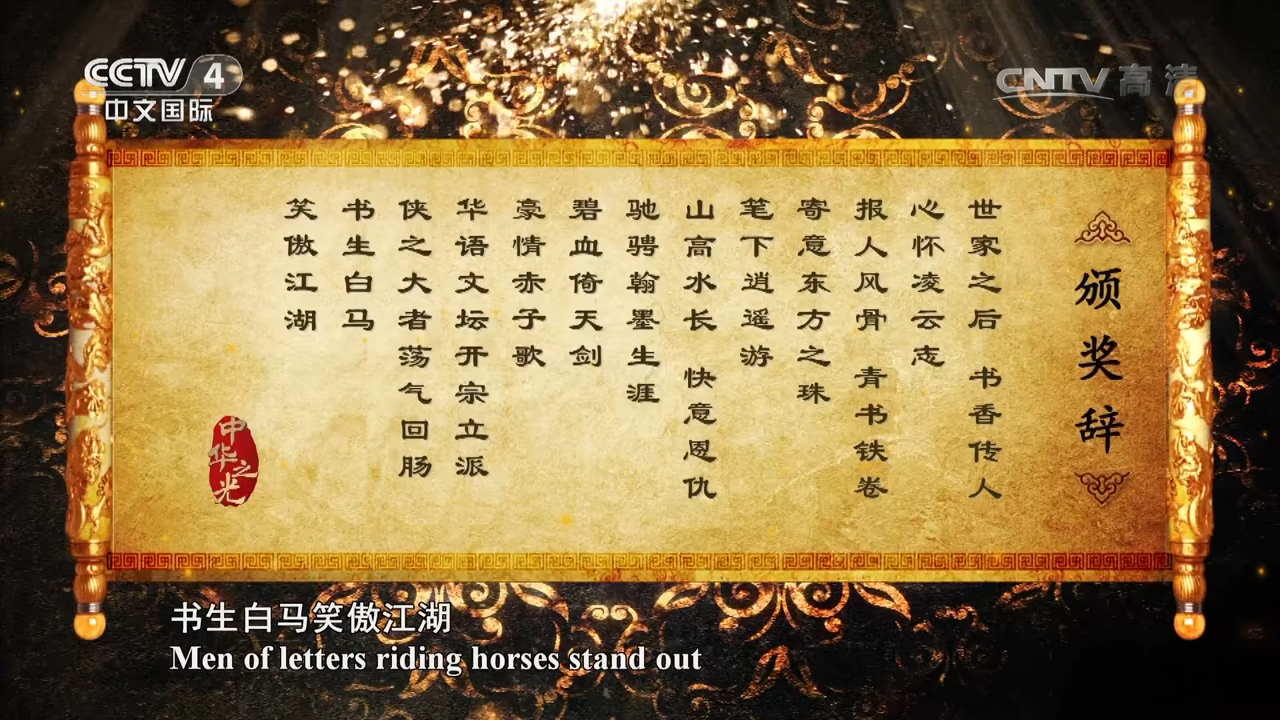 CCTV 4
中文国际
CNTV 高清
颁奖辞
世家之后 书香传人
心怀凌云志
报人风骨 青书铁卷
寄意东方之珠
笔下逍遥游
山高水长 快意恩仇
驰骋翰墨生涯
碧血倚天剑
豪情赤子歌
华语文坛开宗立派
侠之大者荡气回肠
书生白马
笑傲江湖
中华之光
书生白马笑傲江湖
Men of letters riding horses stand out